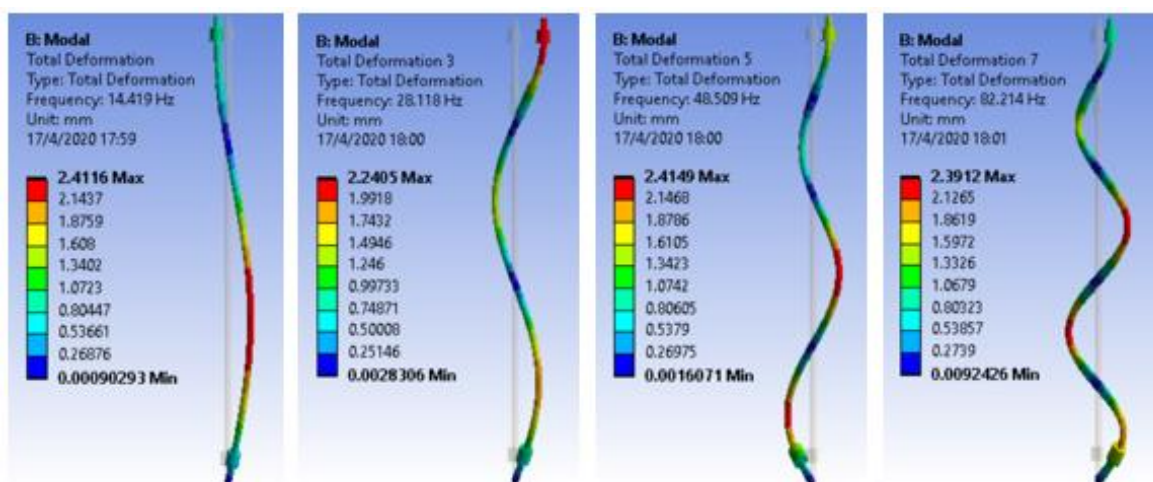 B: Modal
Total Deformation
Type: Total Deformation
Frequency: 14.419 Hz
Unit: mm
17/4/2020 17:59
2.4116 Max
2.1437
1.8759
1.608
1.3402
1.0723
0.80447
0.53661
0.26876
0.00090293 Min
B: Modal
Total Deformation 3
Type: Total Deformation
Frequency: 28.118 Hz
Unit: mm
17/4/2020 18:00
2.2405 Max
1.9918
1.7432
1.4946
1.246
0.99733
0.74871
0.50008
0.25146
0.0028306 Min
B: Modal
Total Deformation 5
Type: Total Deformation
Frequency: 48.509 Hz
Unit: mm
17/4/2020 18:00
2.4149 Max
2.1468
1.8786
1.6105
1.3423
1.0742
0.80605
0.5379
0.26975
0.0016071 Min
B: Modal
Total Deformation 7
Type: Total Deformation
Frequency: 82.214 Hz
Unit: mm
17/4/2020 18:01
2.3912 Max
2.1265
1.8619
1.5972
1.3326
1.0679
0.80323
0.53857
0.2739
0.0092426 Min